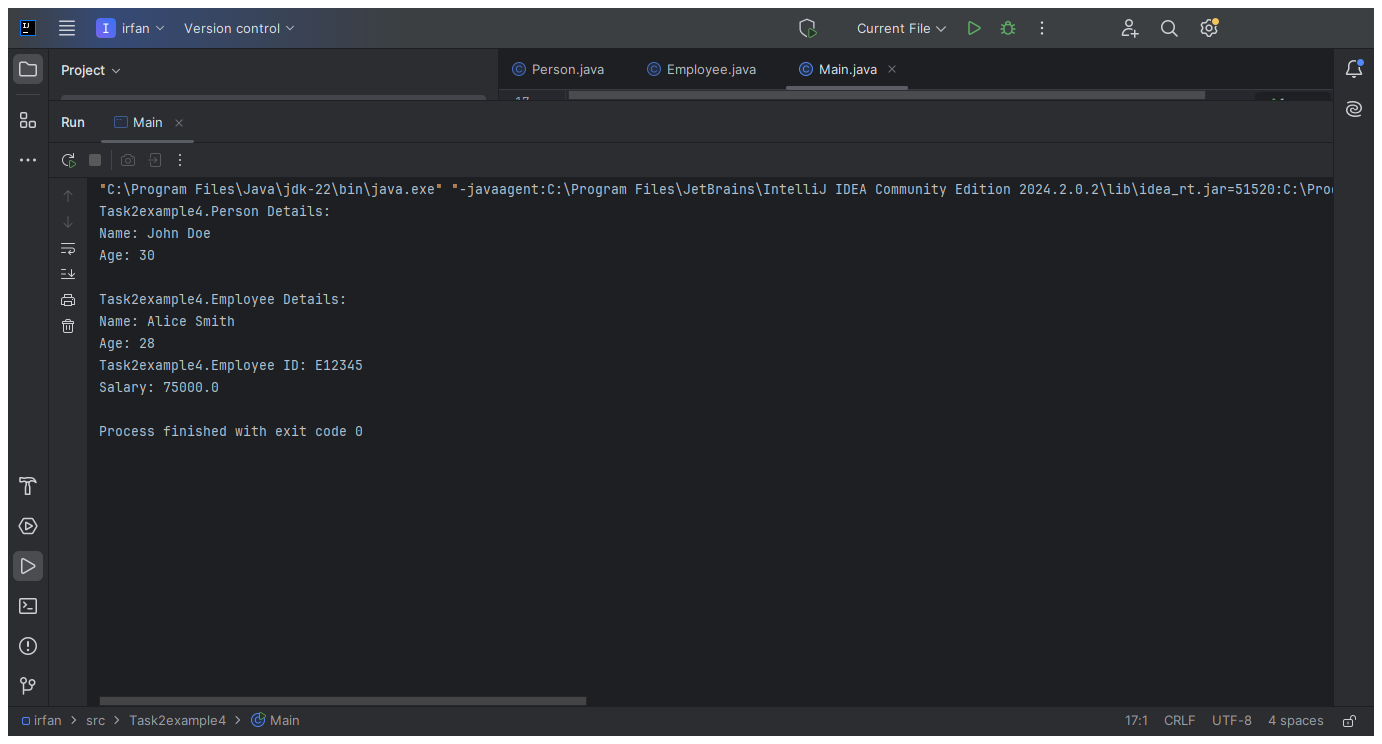 I irfan Version control Current File
Project Person.java Employee.java Main.java
Run Main
"C:\Program Files\Java\jdk-22\bin\java.exe" "-javaagent:C:\Program Files\JetBrains\IntelliJ IDEA Community Edition 2024.2.0.2\lib\idea_rt.jar=51520:C:\Pro
Task2example4.Person Details:
Name: John Doe
Age: 30
Task2example4.Employee Details:
Name: Alice Smith
Age: 28
Task2example4.Employee ID: E12345
Salary: 75000.0
Process finished with exit code 0
irfan > src > Task2example4 > Main 17:1 CRLF UTF-8 4 spaces